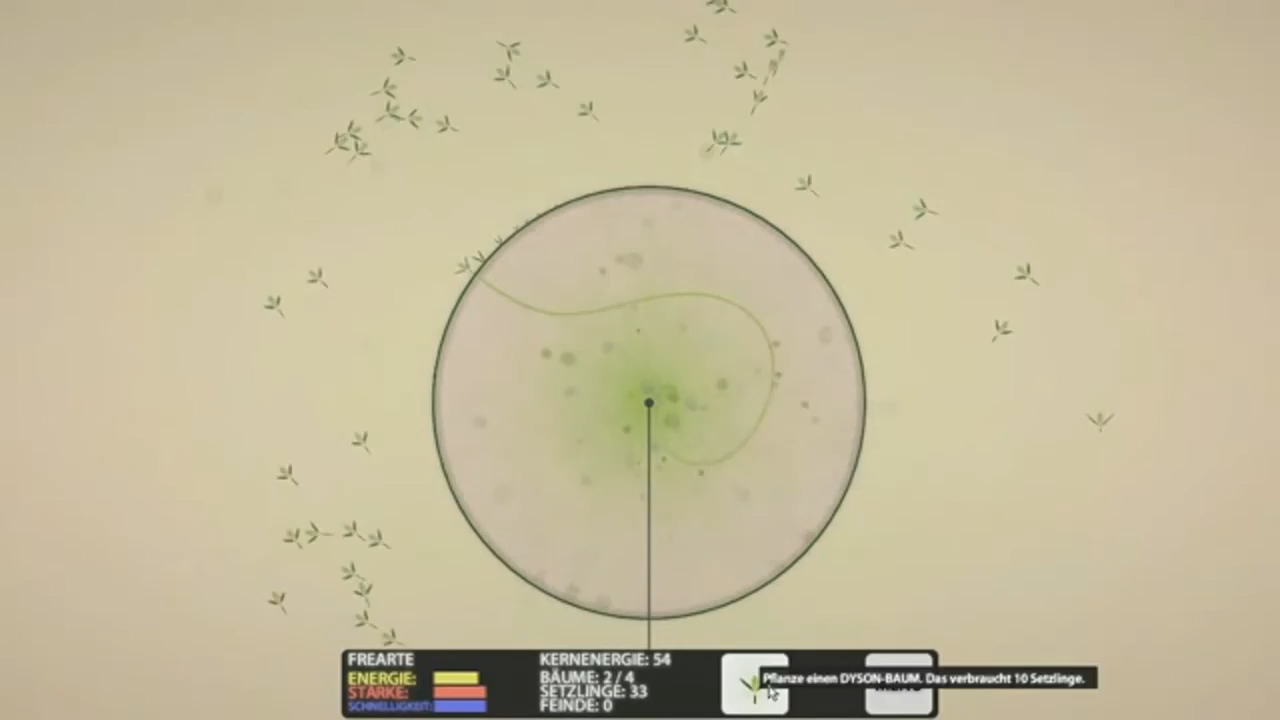 FREARTE
ENERGIE:
STÄRKE:
SCHNELLIGKEIT:
KERNENERGIE: 54
BÄUME: 2 / 4
SETZLINGE: 33
FEINDE: 0
Pflanze einen DYSON-BAUM. Das verbraucht 10 Setzlinge.